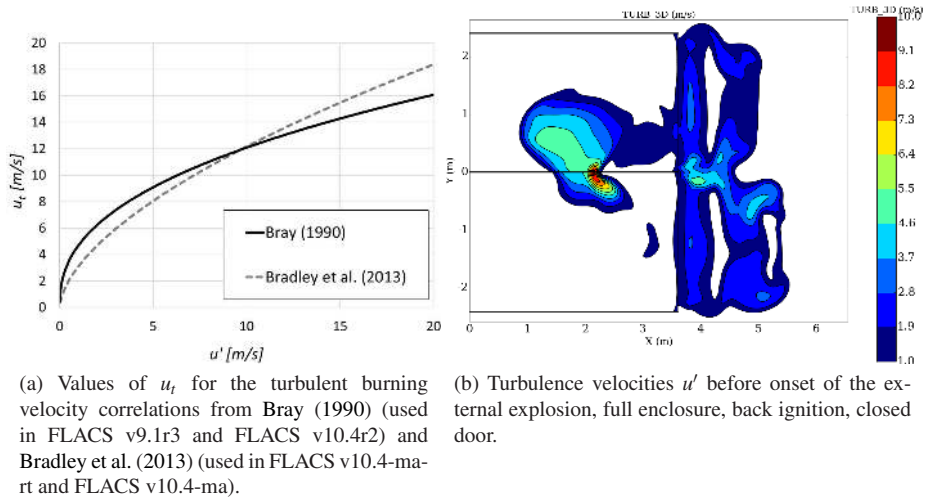 20
18
16
14
12
10
8
6
4
2
0
u_t [m/s]
Bray (1990)
Bradley et al. (2013)
0
5
10
15
20
u' [m/s]
TURB_3D (m/s)
2
1
0
1
2
Y (m)
0
1
2
3
4
5
6
X (m)
TURB_3D (m/s)
10.0
9.1
8.2
7.3
6.4
5.5
4.6
3.7
2.8
1.9
1.0
(a) Values of u_t for the turbulent burning
velocity correlations from Bray (1990) (used
in FLACS v9.1r3 and FLACS v10.4r2) and
Bradley et al. (2013) (used in FLACS v10.4-ma-
rt and FLACS v10.4-ma).
(b) Turbulence velocities u′ before onset of the ex-
ternal explosion, full enclosure, back ignition, closed
door.